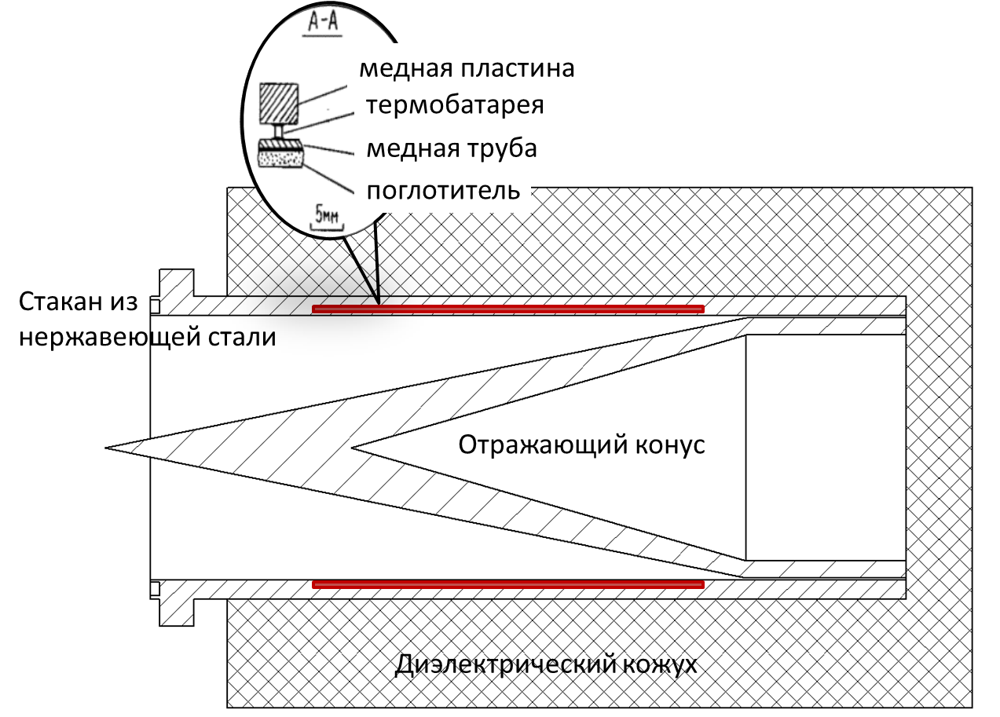 А-А
медная пластина
термобатарея
медная труба
поглотитель
5мм
Стакан из
нержавеющей стали
Отражающий конус
Диэлектрический кожух